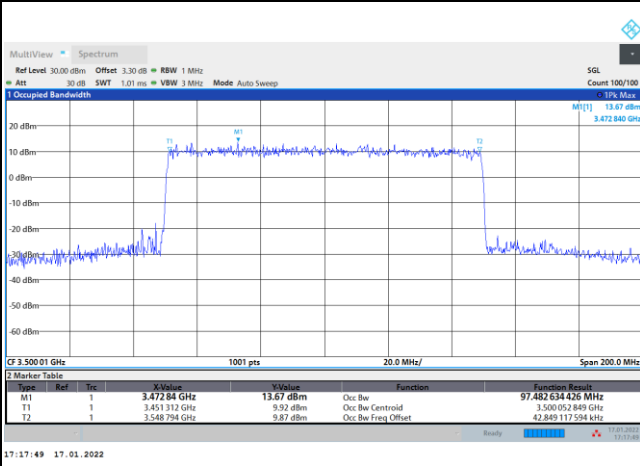 MultiView Spectrum
Ref Level 30.00 dBm Offset 3.30 dB RBW 1 MHz SGL
Att 30 dB SWT 1.01 ms VBW 3 MHz Mode Auto Sweep Count 100/100
1 Occupied Bandwidth 1Pk Max
M1[1] 13.67 dBm
3.472 840 GHz
20 dBm
T1 M1 T2
10 dBm
0 dBm
-10 dBm
-20 dBm
-30 dBm
-40 dBm
-50 dBm
-60 dBm
CF 3.500 01 GHz 1001 pts 20.0 MHz/ Span 200.0 MHz
2 Marker Table
Type Ref Trc X-Value Y-Value Function Function Result
M1 1 3.472 84 GHz 13.67 dBm Occ Bw 97.482 634 426 MHz
T1 1 3.451 312 GHz 9.92 dBm Occ Bw Centroid 3.500 052 849 GHz
T2 1 3.548 794 GHz 9.87 dBm Occ Bw Freq Offset 42.849 117 594 kHz
Ready 17.01.2022
17:17:49
17:17:49 17.01.2022